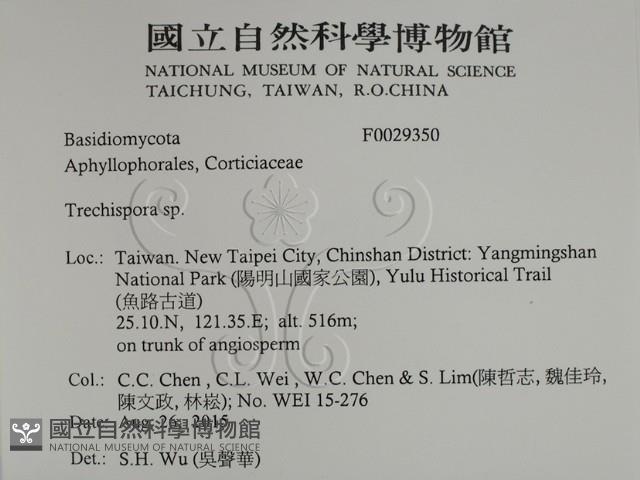 國立自然科學博物館
NATIONAL MUSEUM OF NATURAL SCIENCE
TAICHUNG, TAIWAN, R.O.CHINA
Basidiomycota F0029350
Aphyllophorales, Corticiaceae
Trechispora sp.
Loc.: Taiwan. New Taipei City, Chinshan District: Yangmingshan
National Park (陽明山國家公園), Yulu Historical Trail
(魚路古道)
25.10.N, 121.35.E; alt. 516m;
on trunk of angiosperm
Col.: C.C. Chen , C.L. Wei , W.C. Chen & S. Lim(陳哲志, 魏佳玲,
陳文政, 林崧); No. WEI 15-276
Date: Aug. 26, 2015
國立自然科學博物館
NATIONAL MUSEUM OF NATURAL SCIENCE
Det.: S.H. Wu (吳聲華)